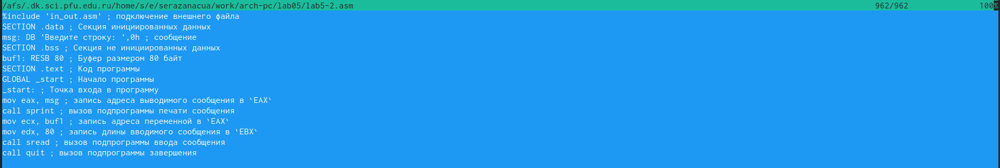 /afs/.dk.sci.pfu.edu.ru/home/s/e/serazanacua/work/arch-pc/lab05/lab5-2.asm 962/962 100%
%include 'in_out.asm' ; подключение внешнего файла
SECTION .data ; Секция инициированных данных
msg: DB 'Введите строку: ',0h ; сообщение
SECTION .bss ; Секция не инициированных данных
buf1: RESB 80 ; Буфер размером 80 байт
SECTION .text ; Код программы
GLOBAL _start ; Начало программы
_start: ; Точка входа в программу
mov eax, msg ; запись адреса выводимого сообщения в `EAX`
call sprint ; вызов подпрограммы печати сообщения
mov ecx, buf1 ; запись адреса переменной в `EAX`
mov edx, 80 ; запись длины вводимого сообщения в `EBX`
call sread ; вызов подпрограммы ввода сообщения
call quit ; вызов подпрограммы завершения